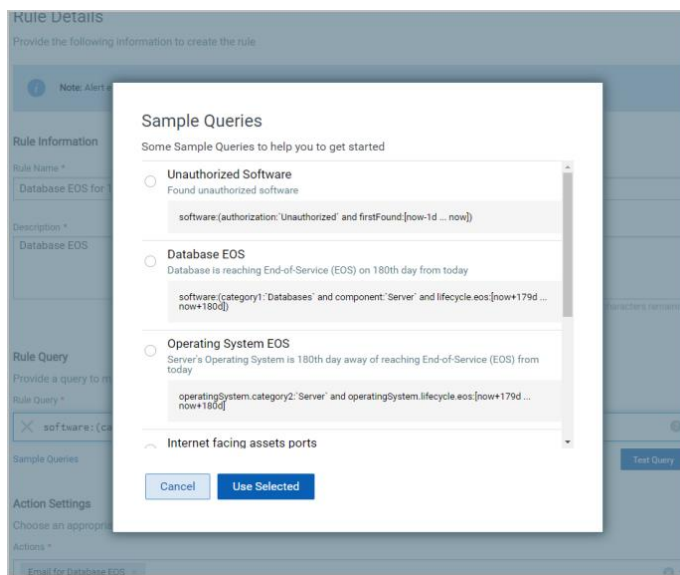 Rule Details
Provide the following information to create the rule
Note: Alert e
Rule Information
Rule Name *
Database EOS for 1
Description *
Database EOS
Rule Query
Provide a query to m
Rule Query *
software:(ca
Sample Queries
Test Query
Action Settings
Choose an appropria
Actions *
Email for Database EOS
Sample Queries
Some Sample Queries to help you to get started
Unauthorized Software
Found unauthorized software
software:(authorization:`Unauthorized` and firstFound:[now-1d ... now])
Database EOS
Database is reaching End-of-Service (EOS) on 180th day from today
software:(category1:`Databases` and component:`Server` and lifecycle.eos:[now+179d ...
now+180d])
Operating System EOS
Server's Operating System is 180th day away of reaching End-of-Service (EOS) from
today
operatingSystem.category2:`Server` and operatingSystem.lifecycle.eos:[now+179d ...
now+180d]
Internet facing assets ports
Cancel
Use Selected